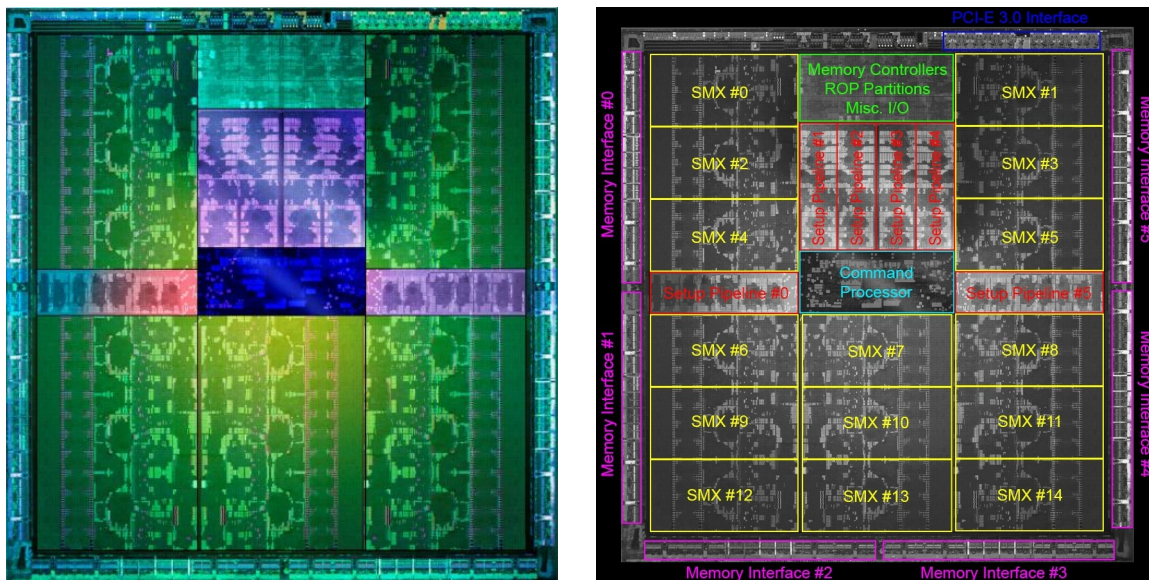 PCI-E 3.0 Interface
Memory Interface #0
SMX #0
Memory Controllers
ROP Partitions
Misc. I/O
SMX #1
Memory Interface #5
SMX #2
Setup Pipeline #1
Setup Pipeline #2
Setup Pipeline #3
Setup Pipeline #4
SMX #3
SMX #4
SMX #5
Setup Pipeline #0
Command
Processor
Setup Pipeline #5
Memory Interface #1
SMX #6
SMX #7
SMX #8
Memory Interface #4
SMX #9
SMX #10
SMX #11
SMX #12
SMX #13
SMX #14
Memory Interface #2
Memory Interface #3